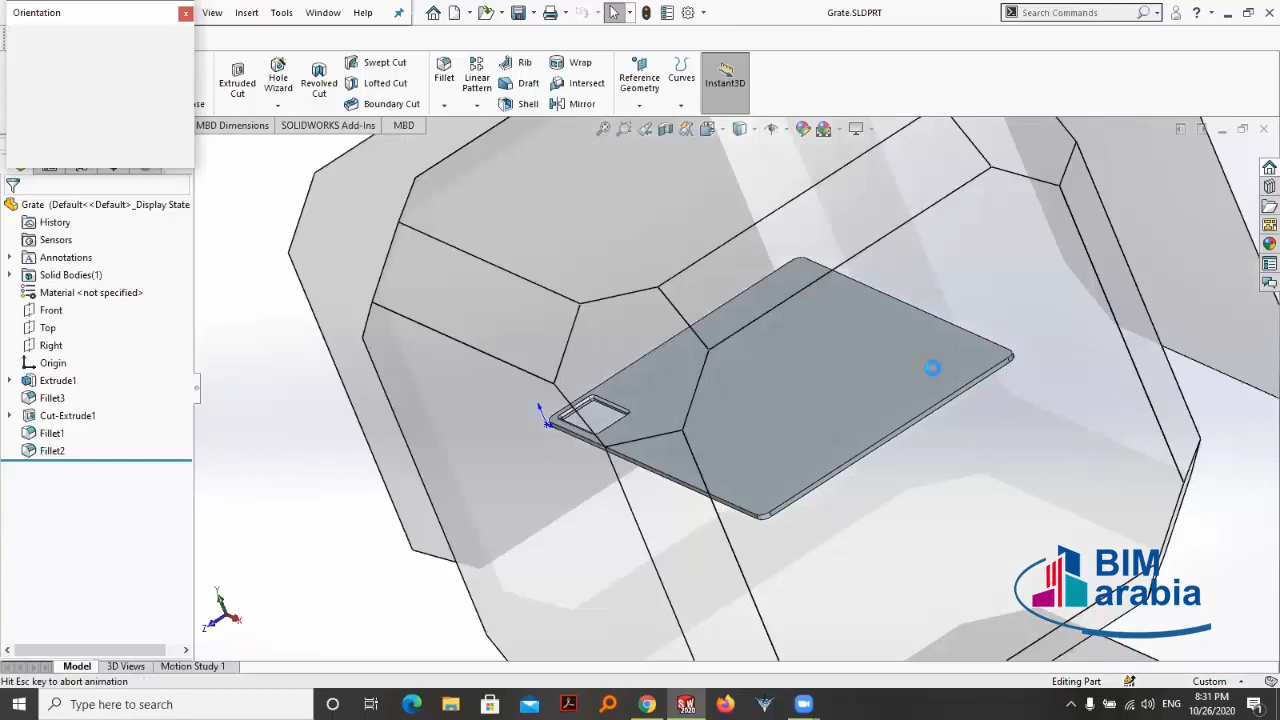 Orientation
View
Insert
Tools
Window
Help
Grate.SLDPRT
Search Commands
Extruded Cut
Hole Wizard
Revolved Cut
Swept Cut
Lofted Cut
Boundary Cut
Fillet
Linear Pattern
Rib
Draft
Shell
Wrap
Intersect
Mirror
Reference Geometry
Curves
Instant3D
MBD Dimensions
SOLIDWORKS Add-Ins
MBD
Grate (Default<<Default>_Display State
History
Sensors
Annotations
Solid Bodies(1)
Material <not specified>
Front
Top
Right
Origin
Extrude1
Fillet3
Cut-Extrude1
Fillet1
Fillet2
Y
Z
X
BIM
arabia
Model
3D Views
Motion Study 1
Hit Esc key to abort animation
Editing Part
Custom
Type here to search
SW
2020
ENG
8:31 PM
10/26/2020